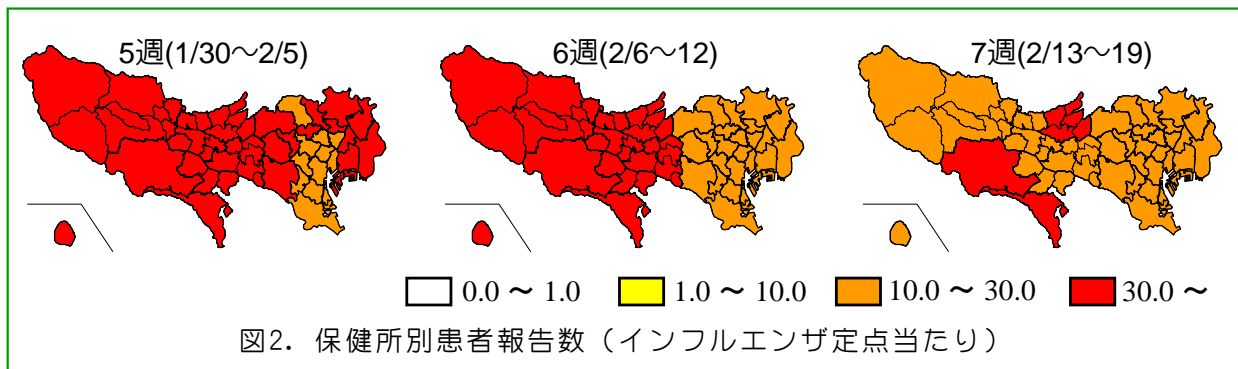 5週(1/30～2/5)
6週(2/6～12)
7週(2/13～19)
0.0 ～ 1.0
1.0 ～ 10.0
10.0 ～ 30.0
30.0 ～
図2. 保健所別患者報告数（インフルエンザ定点当たり）